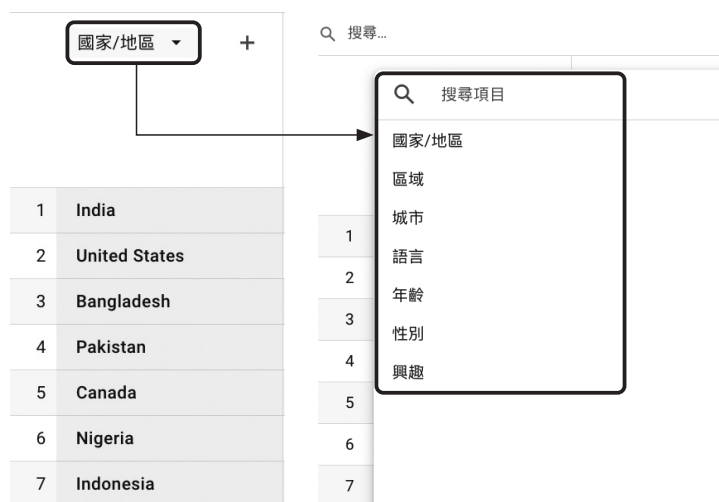 國家/地區
+
1 India
2 United States
3 Bangladesh
4 Pakistan
5 Canada
6 Nigeria
7 Indonesia
搜尋…
搜尋項目
國家/地區
區域
城市
語言
年齡
性別
興趣
1
2
3
4
5
6
7